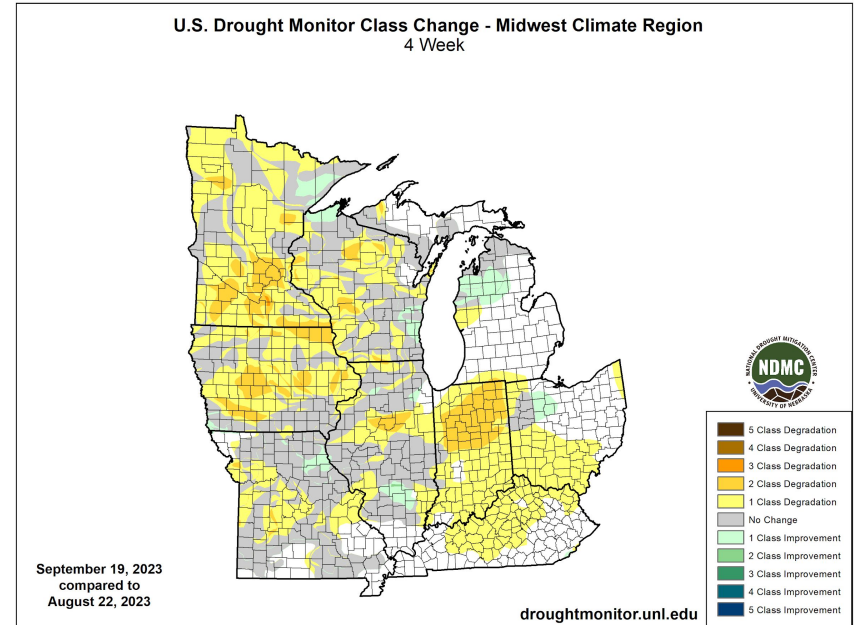 U.S. Drought Monitor Class Change - Midwest Climate Region
4 Week
NATIONAL DROUGHT MITIGATION CENTER
NDMC
UNIVERSITY OF NEBRASKA
5 Class Degradation
4 Class Degradation
3 Class Degradation
2 Class Degradation
1 Class Degradation
No Change
1 Class Improvement
2 Class Improvement
3 Class Improvement
4 Class Improvement
5 Class Improvement
September 19, 2023
compared to
August 22, 2023
droughtmonitor.unl.edu